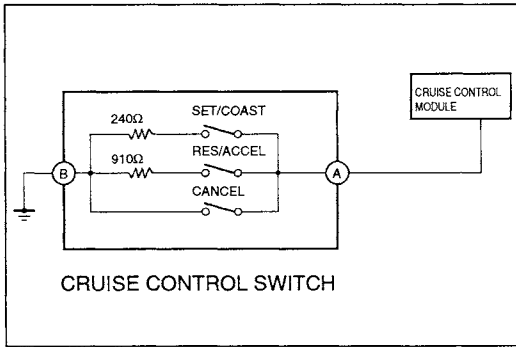 CRUISE CONTROL
MODULE
SET/COAST
240Ω
RES/ACCEL
910Ω
CANCEL
B
A
CRUISE CONTROL SWITCH